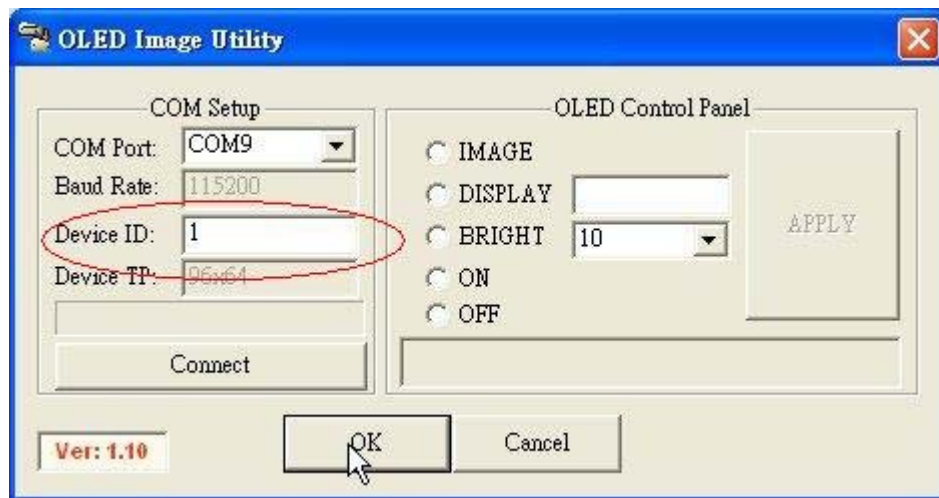 OLED Image Utility
COM Setup
COM Port: COM9
Baud Rate: 115200
Device ID: 1
Device TP: 96x64
Connect
OLED Control Panel
IMAGE
DISPLAY
BRIGHT 10
ON
OFF
APPLY
Ver: 1.10
OK
Cancel